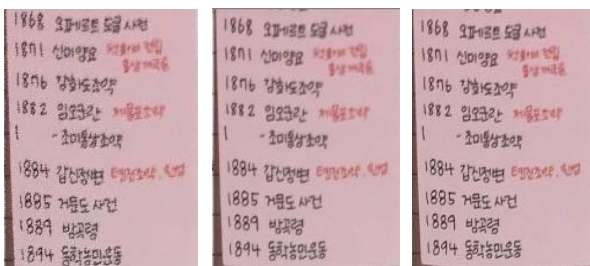 1868 오페르트 도굴 사건
1871 신미양요 척화비 건립
1876 강화도조약
1882 임오군란 제물포조약
- 조미통상조약
1884 갑신정변 톈진조약, 한성
1885 거문도 사건
1889 방곡령
1894 동학농민운동
1868 오페르트 도굴 사건
1871 신미양요 척화비 건립
1876 강화도조약
1882 임오군란 제물포조약
- 조미통상조약
1884 갑신정변 톈진조약, 한성
1885 거문도 사건
1889 방곡령
1894 동학농민운동
1868 오페르트 도굴 사건
1871 신미양요 척화비 건립
1876 강화도조약
1882 임오군란 제물포조약
- 조미통상조약
1884 갑신정변 톈진조약, 한성
1885 거문도 사건
1889 방곡령
1894 동학농민운동